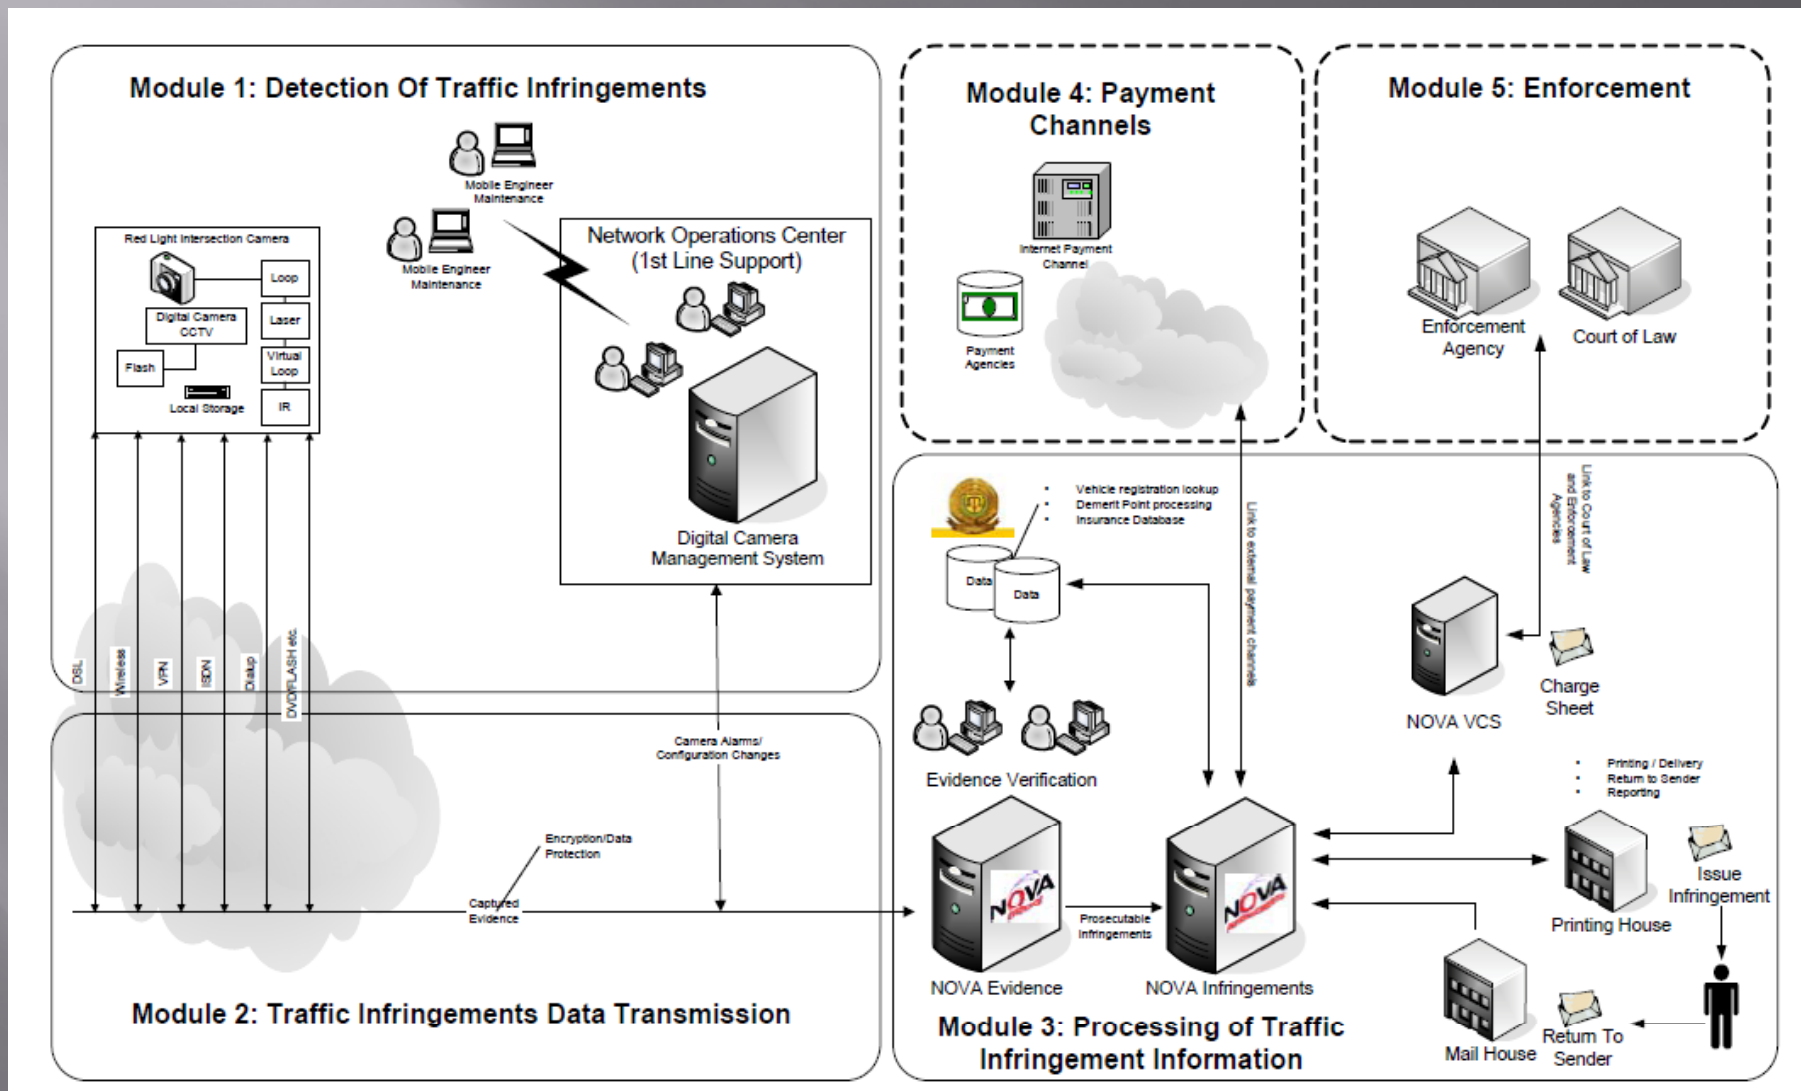 Module 1: Detection Of Traffic Infringements
Mobile Engineer
Maintenance
Mobile Engineer
Maintenance
Red Light Intersection Camera
Loop
Digital Camera
CCTV
Laser
Virtual
Loop
Flash
Local Storage
IR
Network Operations Center
(1st Line Support)
Digital Camera
Management System
DSL
Wireless
VPN
ISDN
Dialup
DVD/FLASH etc.
Camera Alarms/
Configuration Changes
Encryption/Data
Protection
Captured
Evidence
Module 2: Traffic Infringements Data Transmission
Module 4: Payment
Channels
Internet Payment
Channel
Payment
Agencies
Module 5: Enforcement
Enforcement
Agency
Court of Law
▪ Vehicle registration lookup
▪ Demerit Point processing
▪ Insurance Database
Data
Data
Link to external payment channels
Link to Court of Law
and Enforcement
Agencies
Evidence Verification
NOVA VCS
Charge
Sheet
▪ Printing / Delivery
▪ Return to Sender
▪ Reporting
NOVA
NOVA
Prosecutable
Infringements
NOVA Evidence
NOVA Infringements
Printing House
Issue
Infringement
Mail House
Return To
Sender
Module 3: Processing of Traffic
Infringement Information